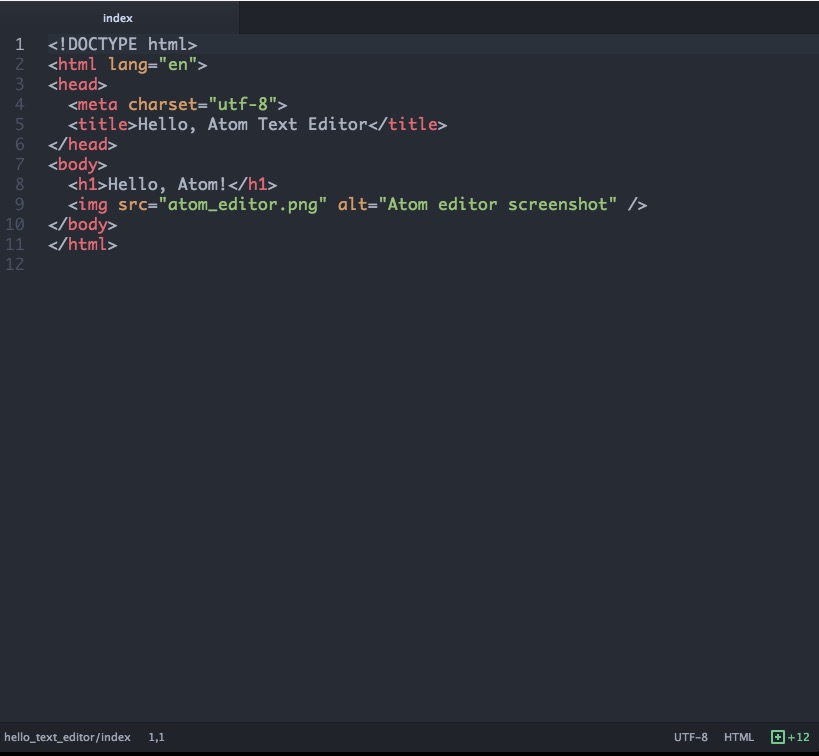 index
1 <!DOCTYPE html>
2 <html lang="en">
3 <head>
4   <meta charset="utf-8">
5   <title>Hello, Atom Text Editor</title>
6 </head>
7 <body>
8   <h1>Hello, Atom!</h1>
9   <img src="atom_editor.png" alt="Atom editor screenshot" />
10 </body>
11 </html>
12
hello_text_editor/index 1,1 UTF-8 HTML +12